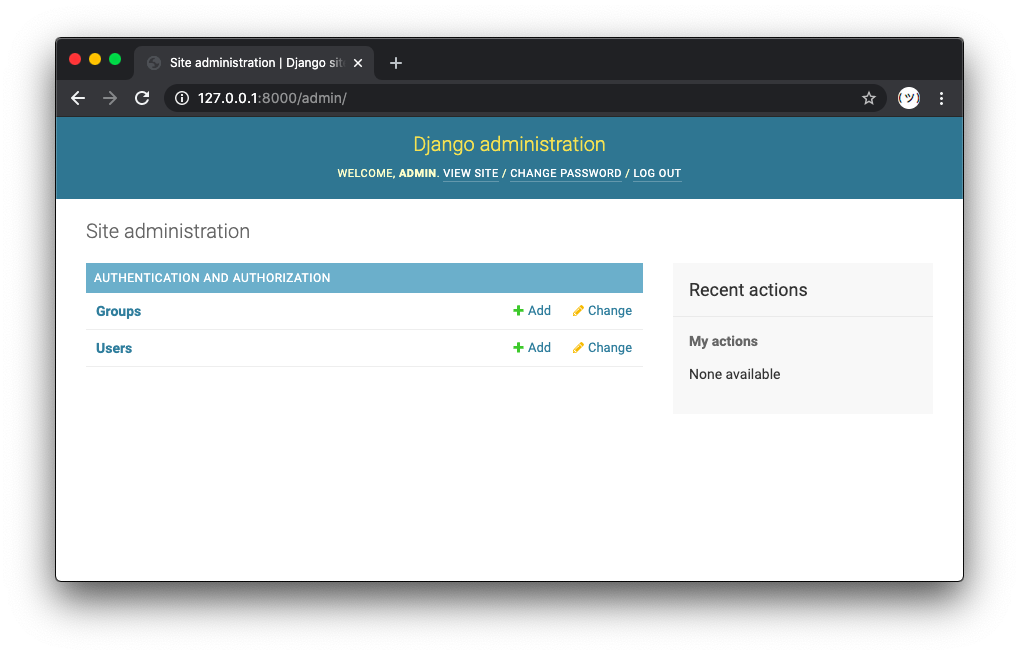 Site administration | Django sit
127.0.0.1:8000/admin/
(ツ)
Django administration
WELCOME, ADMIN. VIEW SITE / CHANGE PASSWORD / LOG OUT
Site administration
AUTHENTICATION AND AUTHORIZATION
Groups Add Change
Users Add Change
Recent actions
My actions
None available